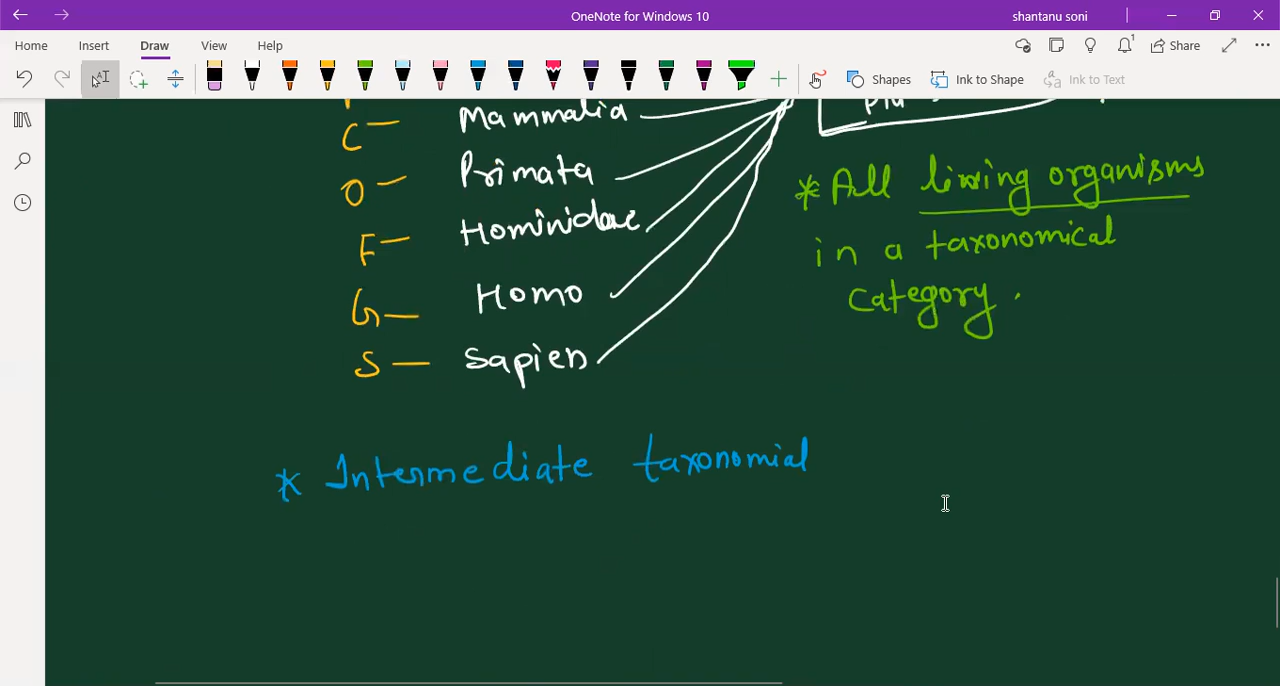 OneNote for Windows 10
shantanu soni
Home Insert Draw View Help
Share
Shapes
Ink to Shape
Ink to Text
C — Mammalia
O — Primata
F — Hominidae
G — Homo
S — Sapien
* All living organisms
in a taxonomical
category.
* Intermediate taxonomial